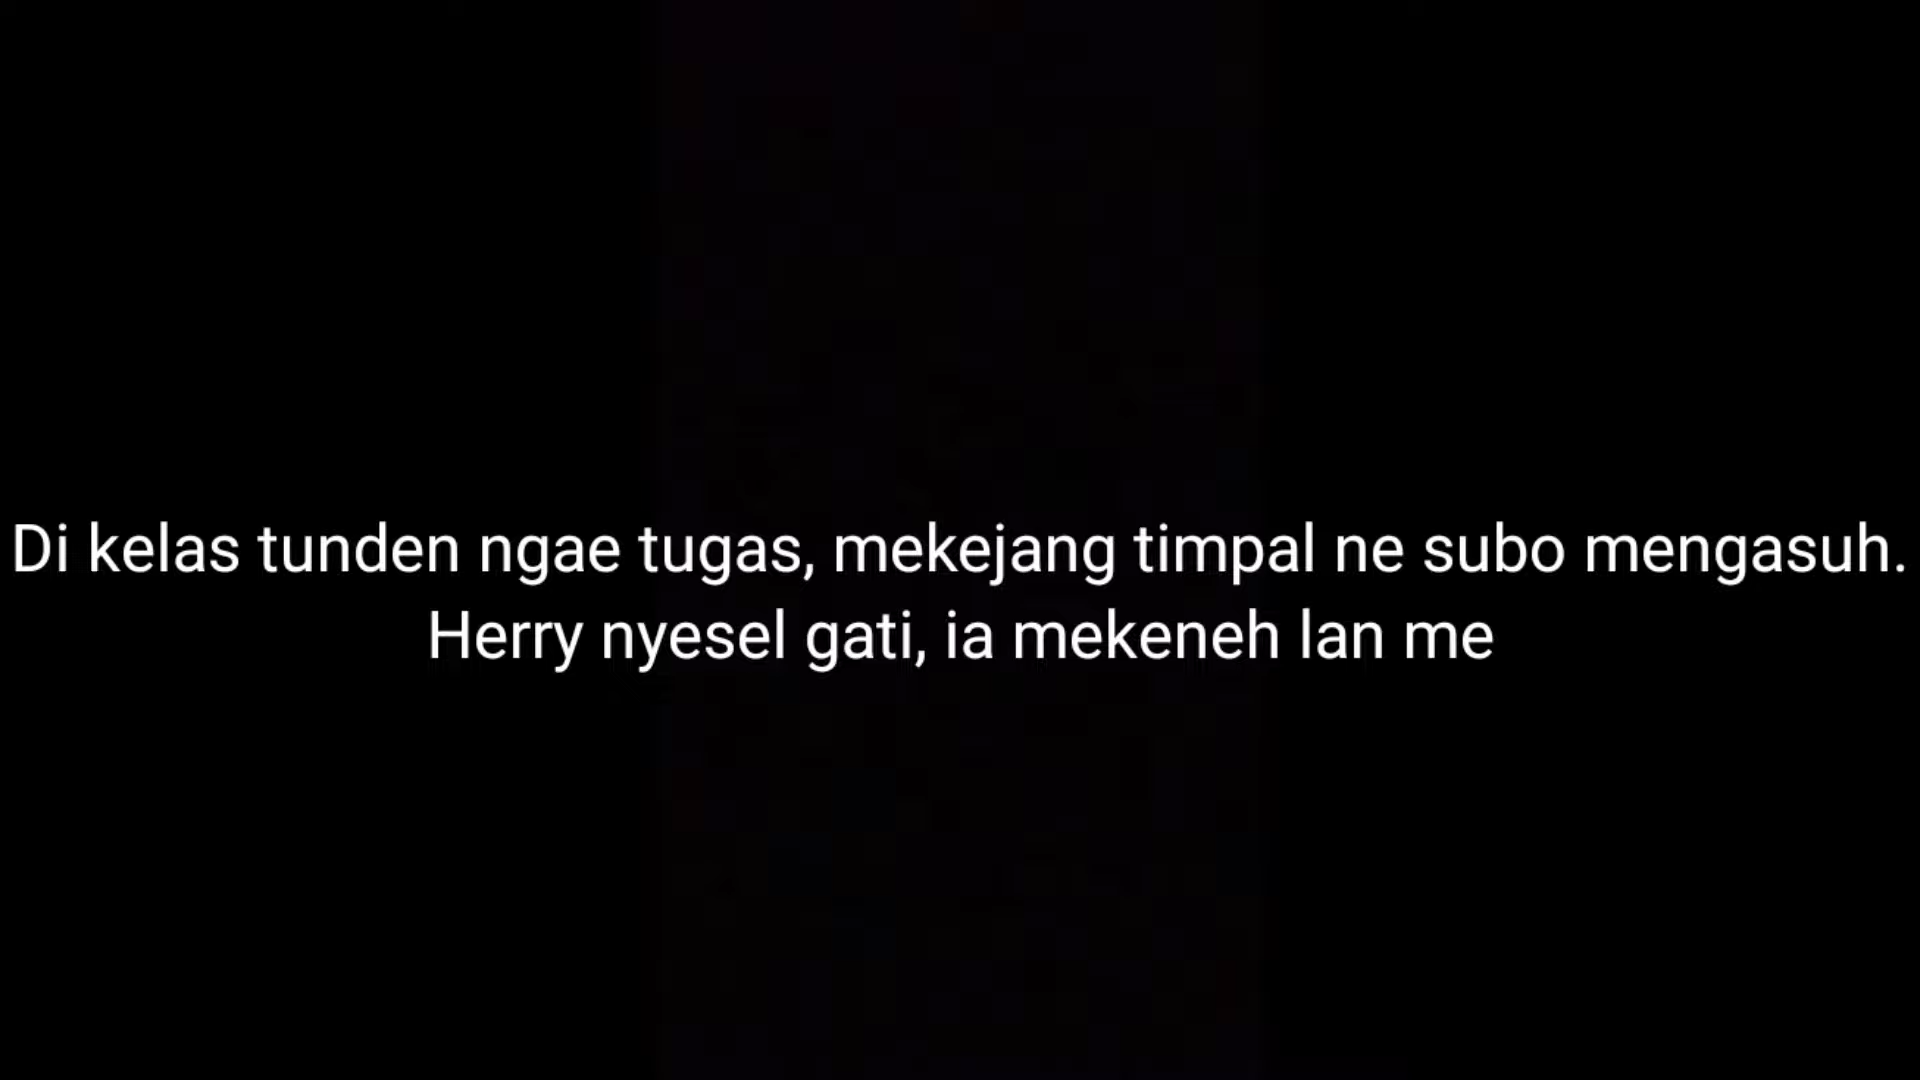 Di kelas tunden ngae tugas, mekejang timpal ne subo mengasuh.
Herry nyesel gati, ia mekeneh lan me